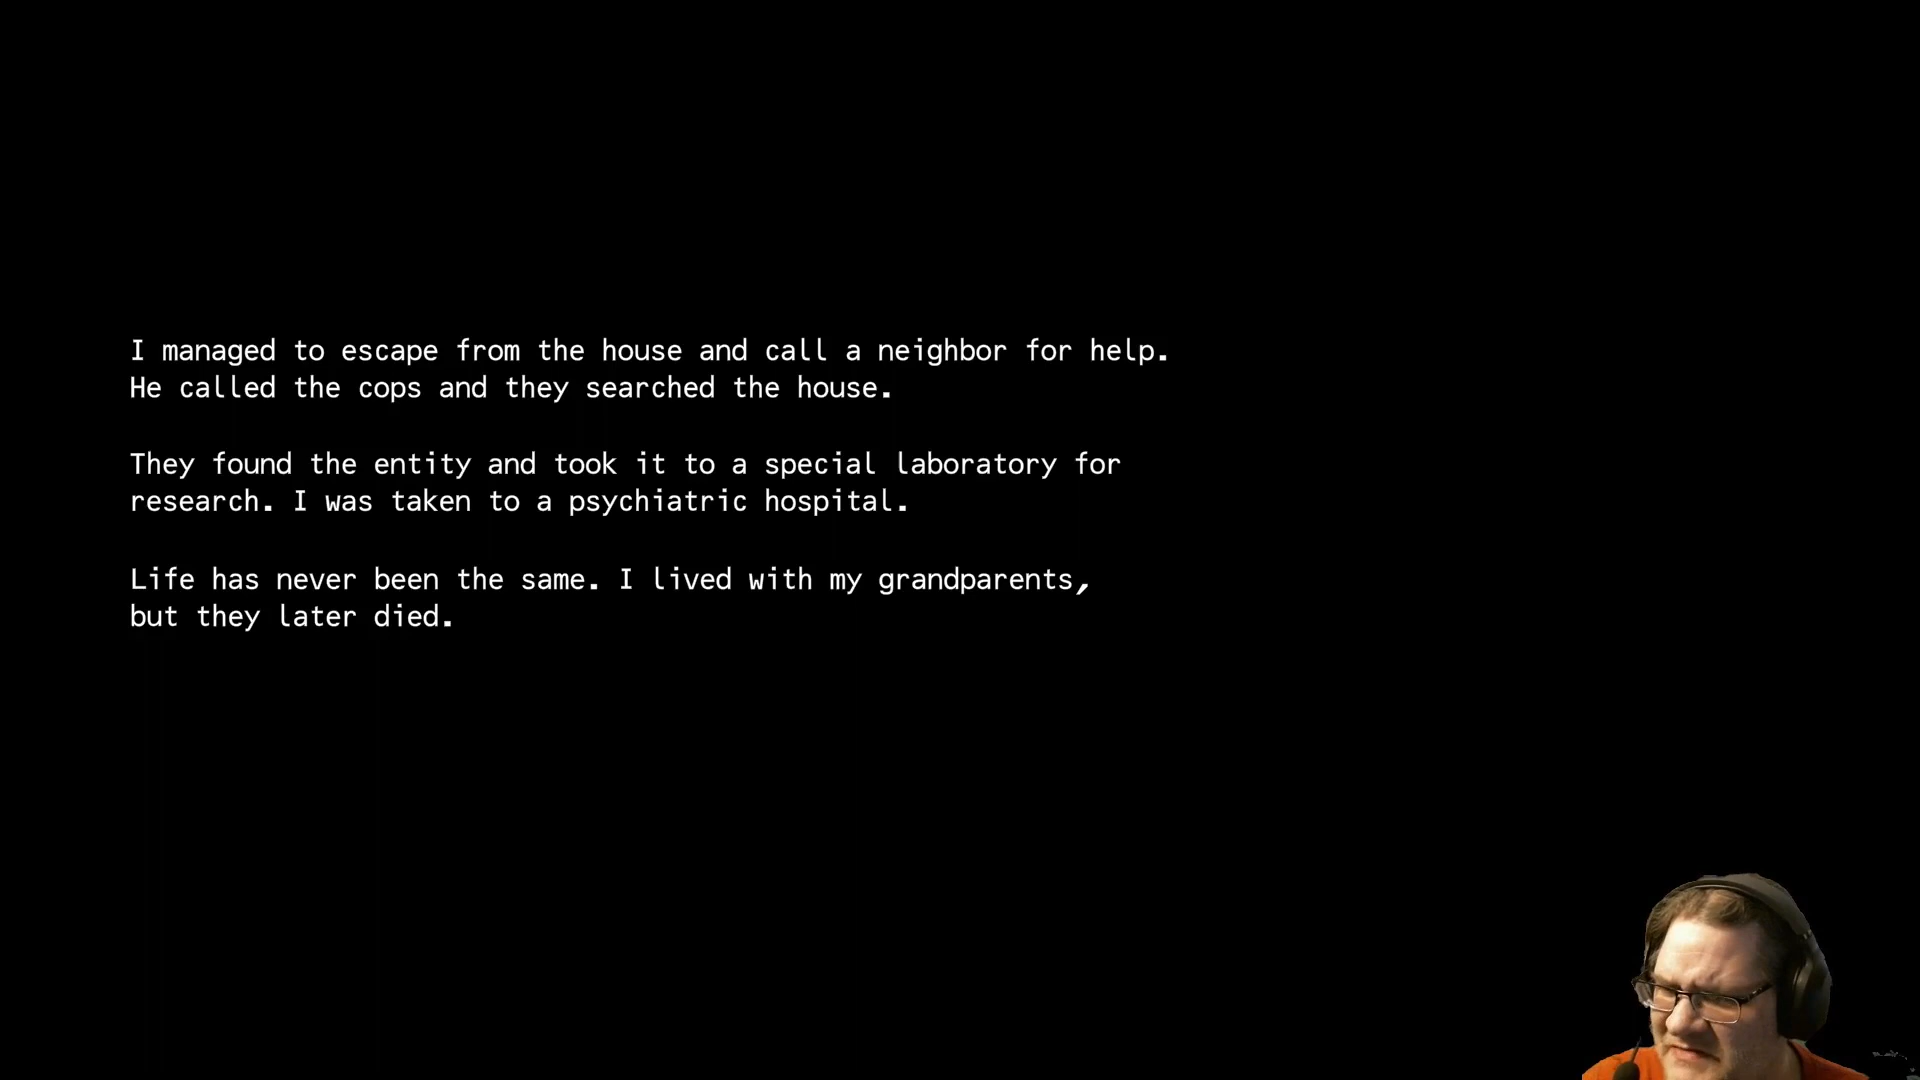 I managed to escape from the house and call a neighbor for help.
He called the cops and they searched the house.
They found the entity and took it to a special laboratory for
research. I was taken to a psychiatric hospital.
Life has never been the same. I lived with my grandparents,
but they later died.